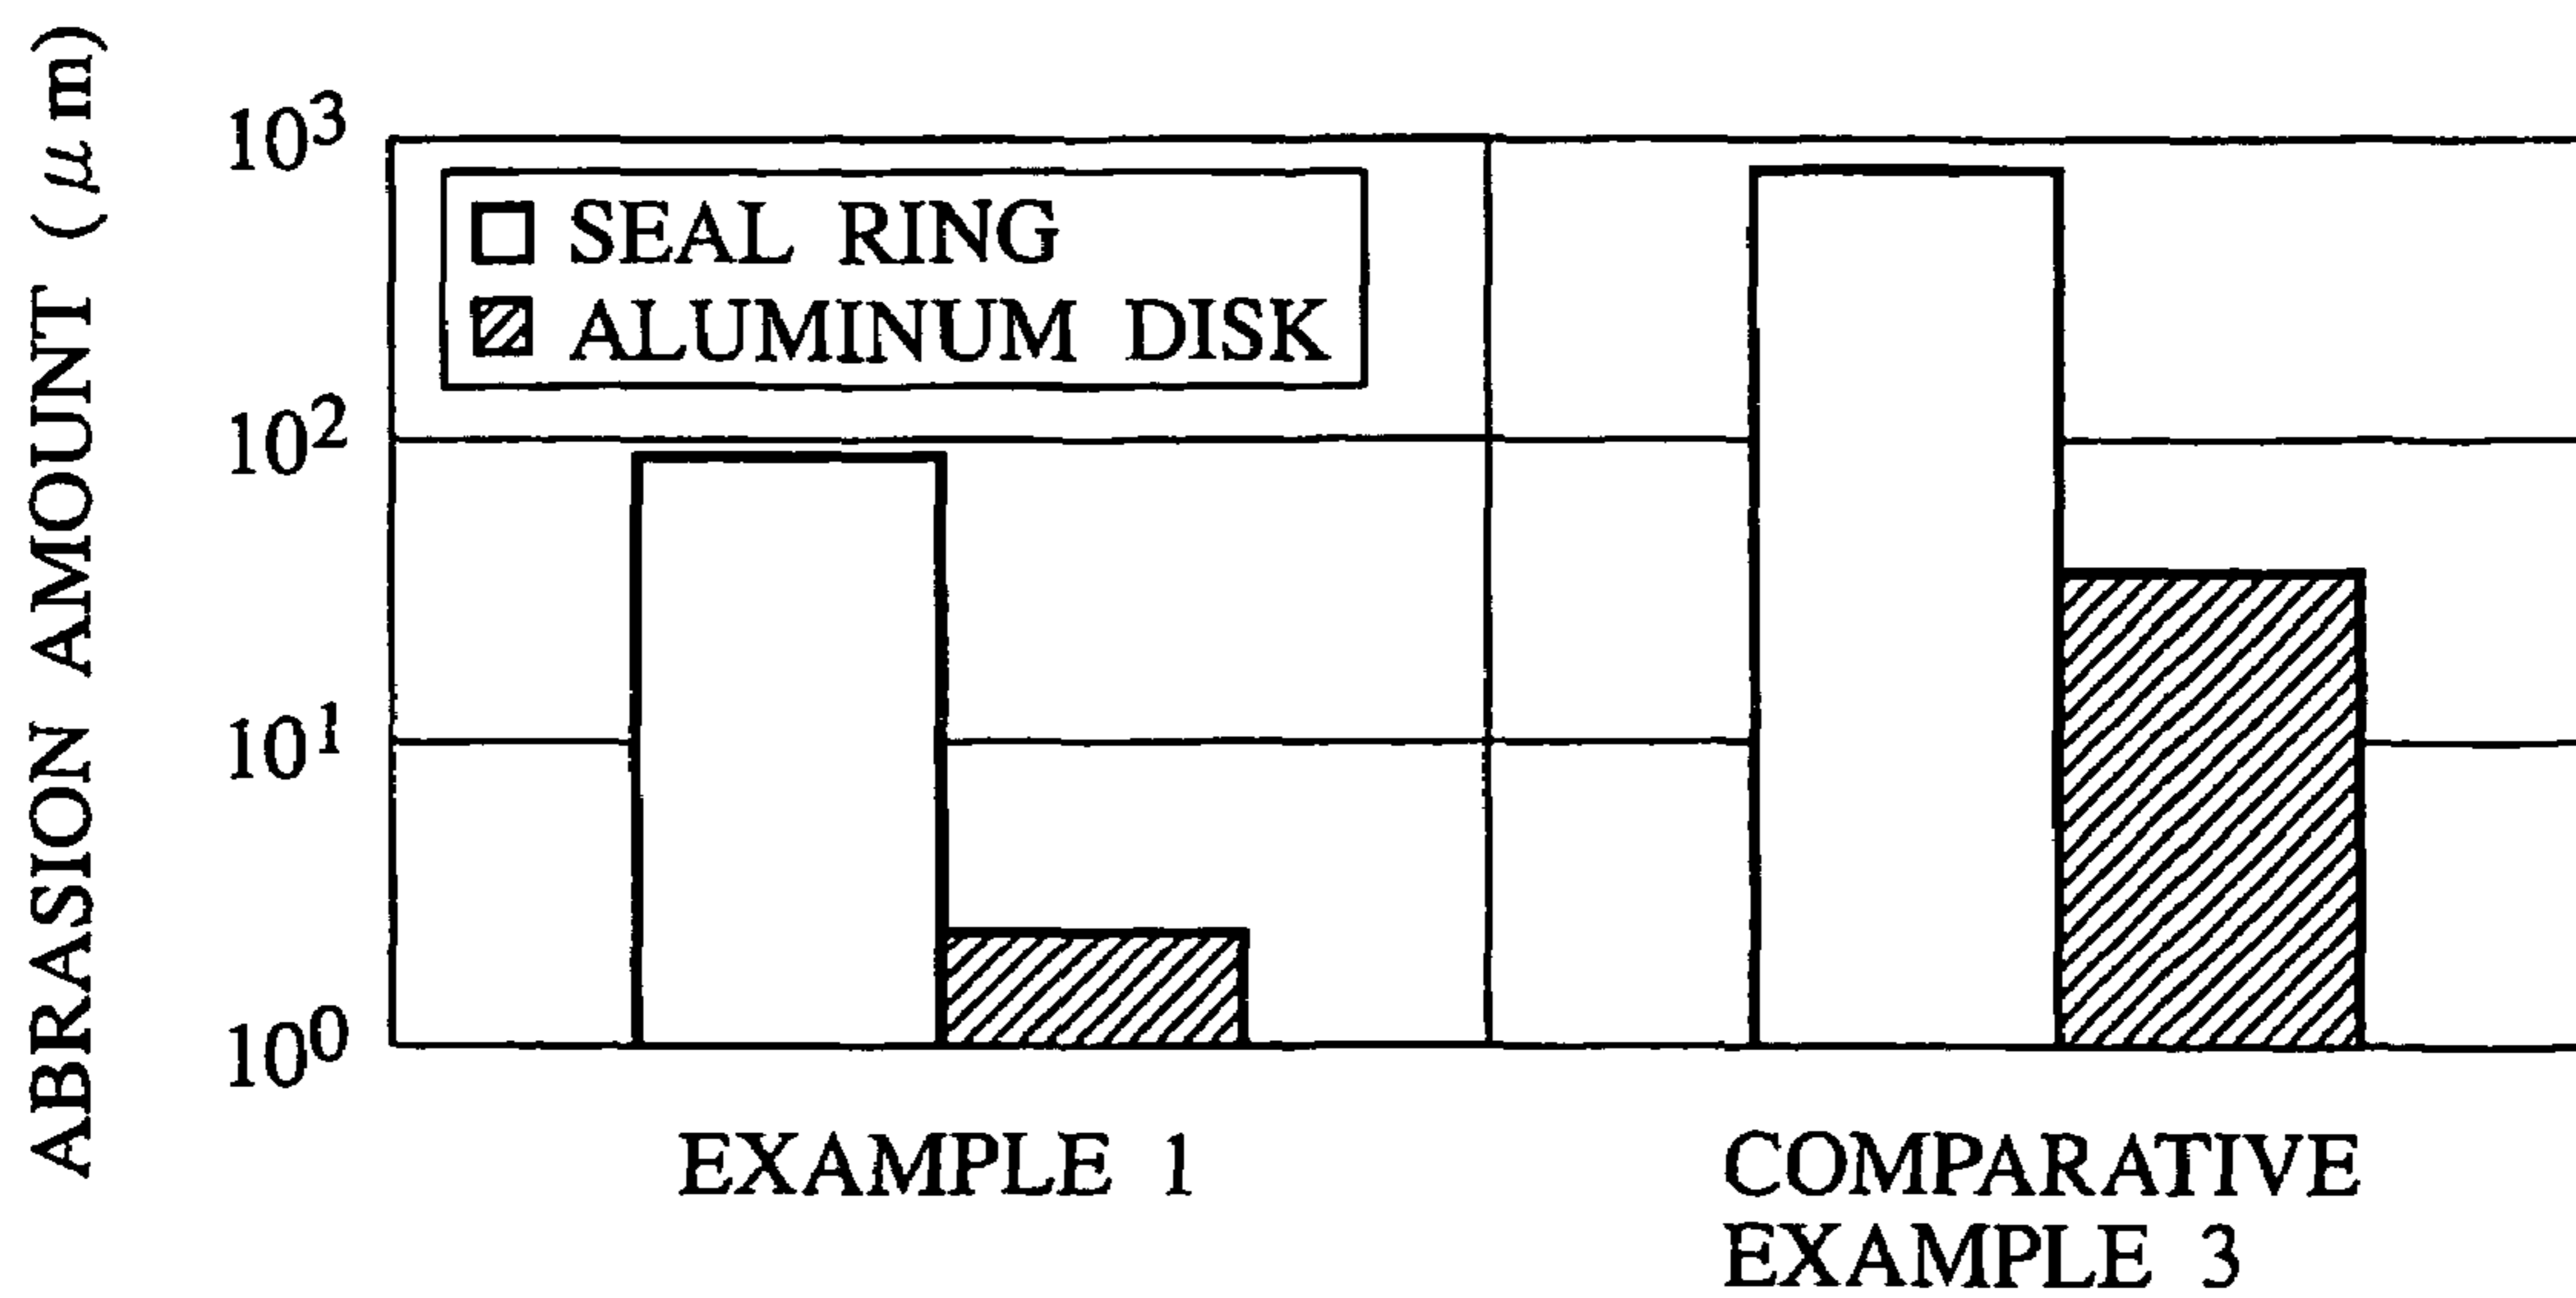 ABRASION AMOUNT (μm)
10³
10²
10¹
10⁰
SEAL RING
ALUMINUM DISK
EXAMPLE 1
COMPARATIVE
EXAMPLE 3